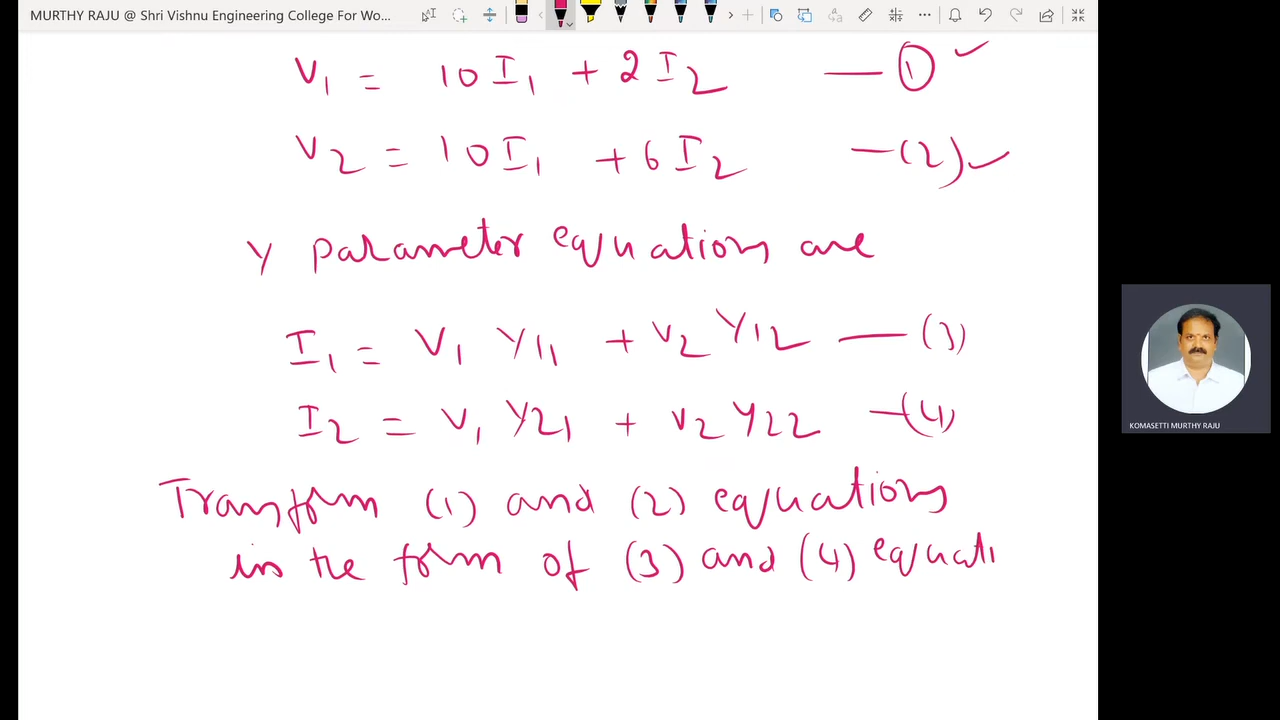 MURTHY RAJU @ Shri Vishnu Engineering College For Wo...
V1 = 10I1 + 2I2 — (1) ✓
V2 = 10I1 + 6I2 — (2) ✓
Y parameter equations are
I1 = V1 Y11 + V2 Y12 — (3)
I2 = V1 Y21 + V2 Y22 — (4)
KOMASETTI MURTHY RAJU
Transform (1) and (2) equations
in the form of (3) and (4) equati